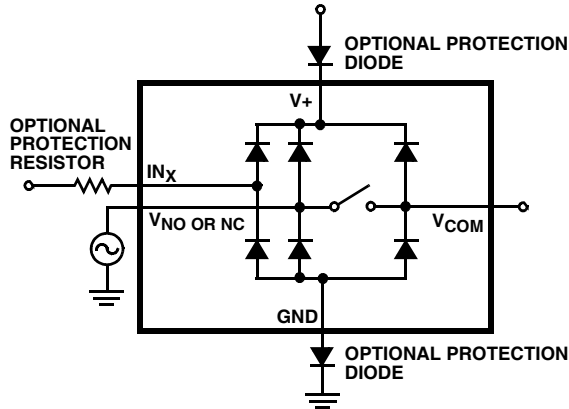 OPTIONAL PROTECTION
DIODE
V+
OPTIONAL
PROTECTION
RESISTOR
INX
VNO OR NC
VCOM
GND
OPTIONAL PROTECTION
DIODE